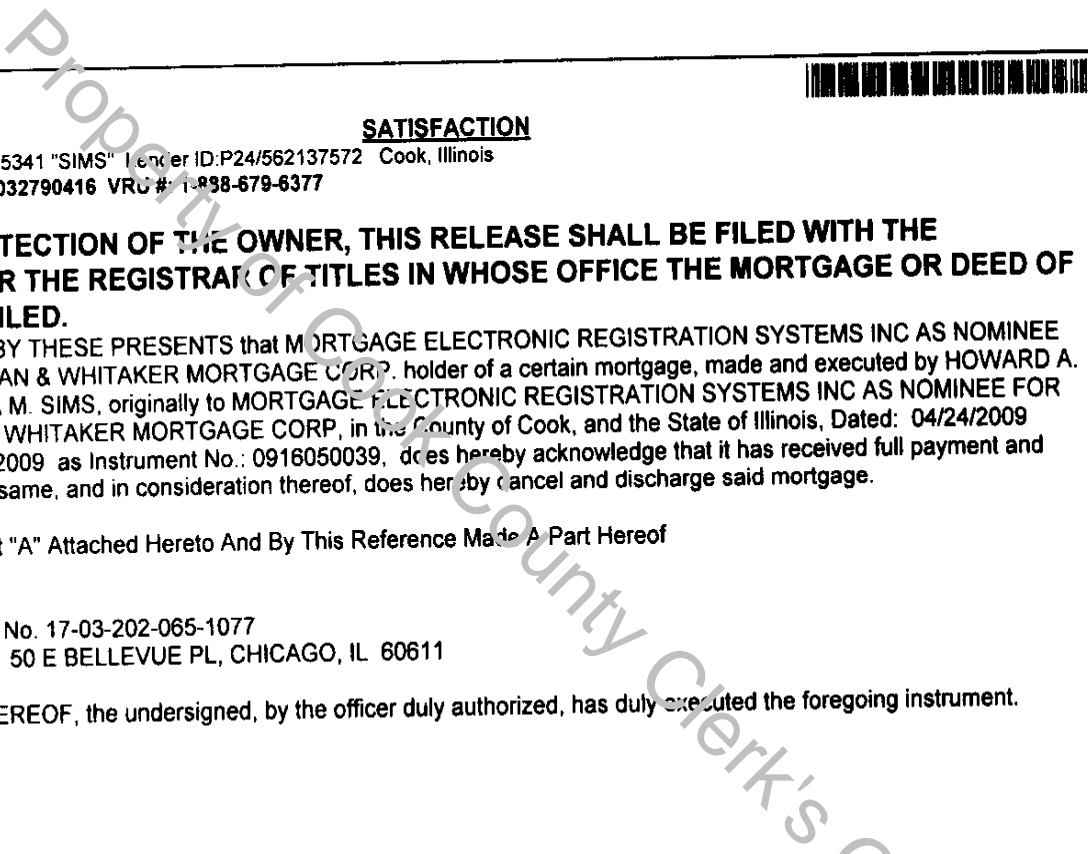 SATISFACTION
5341 "SIMS" Lender ID:P24/562137572 Cook, Illinois
032790416 VRU #: 1-888-679-6377
TECTION OF THE OWNER, THIS RELEASE SHALL BE FILED WITH THE
R THE REGISTRAR OF TITLES IN WHOSE OFFICE THE MORTGAGE OR DEED OF
ILED.
BY THESE PRESENTS that MORTGAGE ELECTRONIC REGISTRATION SYSTEMS INC AS NOMINEE
AN & WHITAKER MORTGAGE CORP. holder of a certain mortgage, made and executed by HOWARD A.
M. SIMS, originally to MORTGAGE ELECTRONIC REGISTRATION SYSTEMS INC AS NOMINEE FOR
WHITAKER MORTGAGE CORP, in the County of Cook, and the State of Illinois, Dated: 04/24/2009
2009 as Instrument No.: 0916050039, does hereby acknowledge that it has received full payment and
same, and in consideration thereof, does hereby cancel and discharge said mortgage.
t "A" Attached Hereto And By This Reference Made A Part Hereof
No. 17-03-202-065-1077
50 E BELLEVUE PL, CHICAGO, IL 60611
EREOF, the undersigned, by the officer duly authorized, has duly executed the foregoing instrument.
Property of Cook County Clerk's